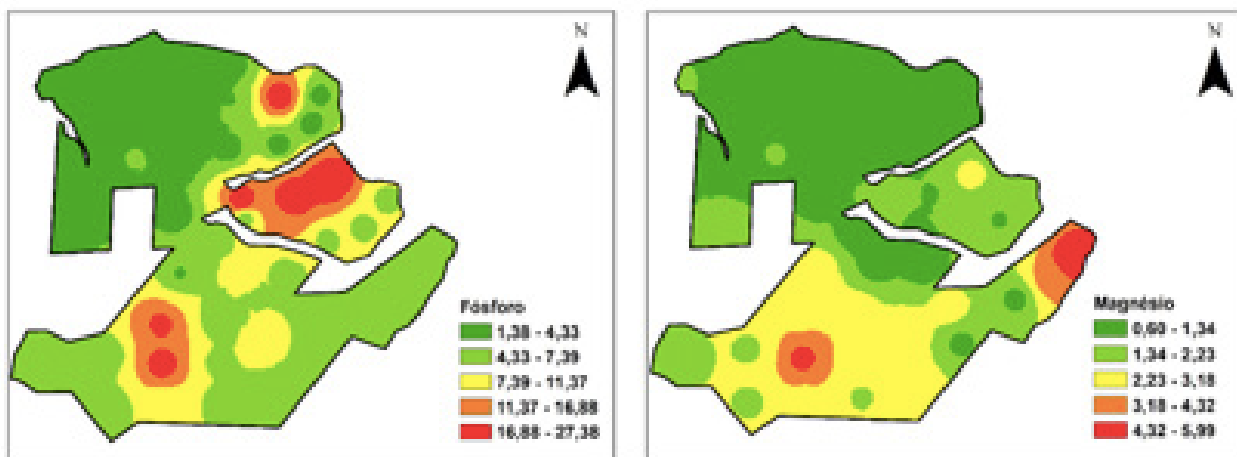 N
Fósforo
1,38 - 4,33
4,33 - 7,39
7,39 - 11,37
11,37 - 16,88
16,88 - 27,38
N
Magnésio
0,60 - 1,34
1,34 - 2,23
2,23 - 3,18
3,18 - 4,32
4,32 - 5,99